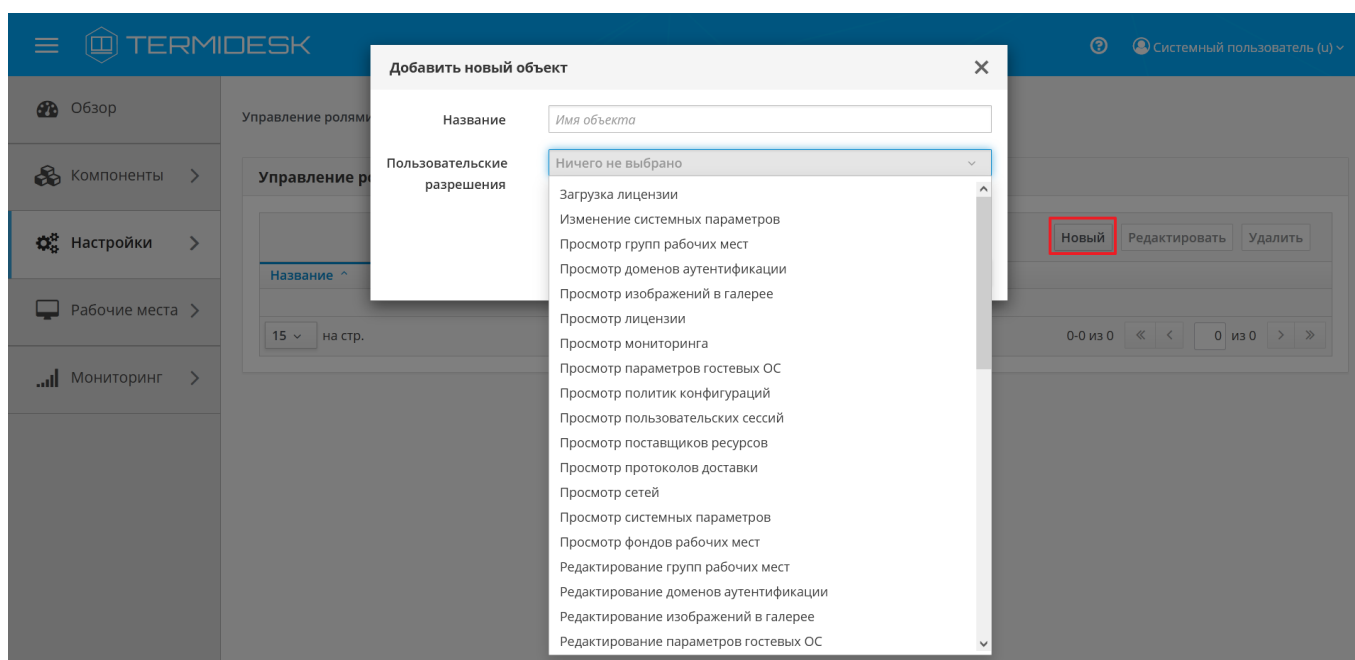 TERMIDESK
Системный пользователь (u)
Добавить новый объект
Обзор
Управление ролями
Название
Имя объекта
Пользовательские разрешения
Ничего не выбрано
Компоненты
Управление р
Загрузка лицензии
Изменение системных параметров
Просмотр групп рабочих мест
Просмотр доменов аутентификации
Просмотр изображений в галерее
Просмотр лицензии
Просмотр мониторинга
Просмотр параметров гостевых ОС
Просмотр политик конфигураций
Просмотр пользовательских сессий
Просмотр поставщиков ресурсов
Просмотр протоколов доставки
Просмотр сетей
Просмотр системных параметров
Просмотр фондов рабочих мест
Редактирование групп рабочих мест
Редактирование доменов аутентификации
Редактирование изображений в галерее
Редактирование параметров гостевых ОС
Настройки
Новый
Редактировать
Удалить
Название
Рабочие места
15
на стр.
0-0 из 0
0 из 0
Мониторинг